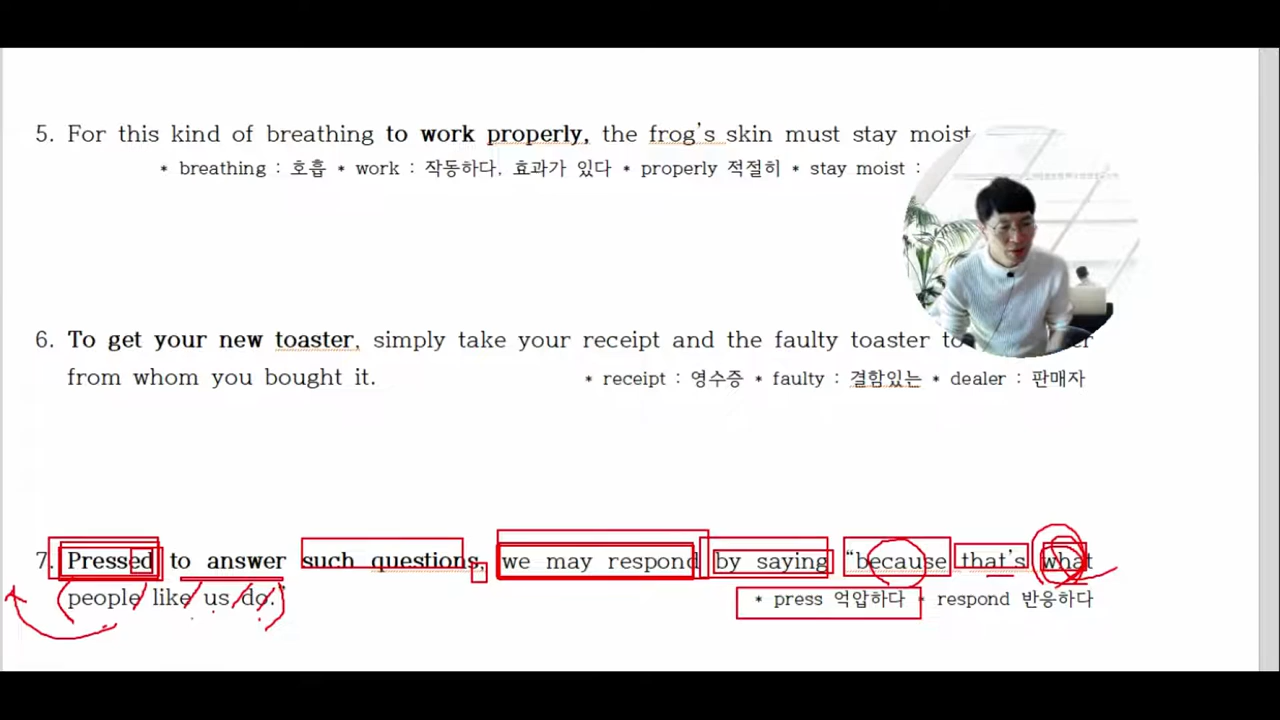 5. For this kind of breathing to work properly, the frog's skin must stay moist
* breathing : 호흡 * work : 작동하다, 효과가 있다 * properly 적절히 * stay moist :
6. To get your new toaster, simply take your receipt and the faulty toaster to
from whom you bought it. * receipt : 영수증 * faulty : 결함있는 * dealer : 판매자
7. Pressed to answer such questions, we may respond by saying "because that's what
people like us do." * press 억압하다 * respond 반응하다